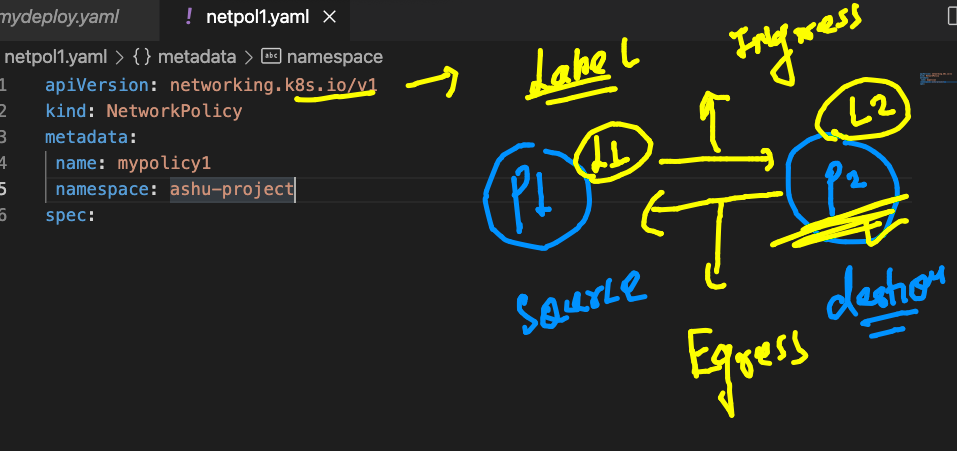 mydeploy.yaml
! netpol1.yaml ×
netpol1.yaml > {} metadata > abc namespace
1 apiVersion: networking.k8s.io/v1
2 kind: NetworkPolicy
3 metadata:
4 name: mypolicy1
5 namespace: ashu-project
6 spec:
Label
Ingress
L1
L2
P1
P2
Source
Egress